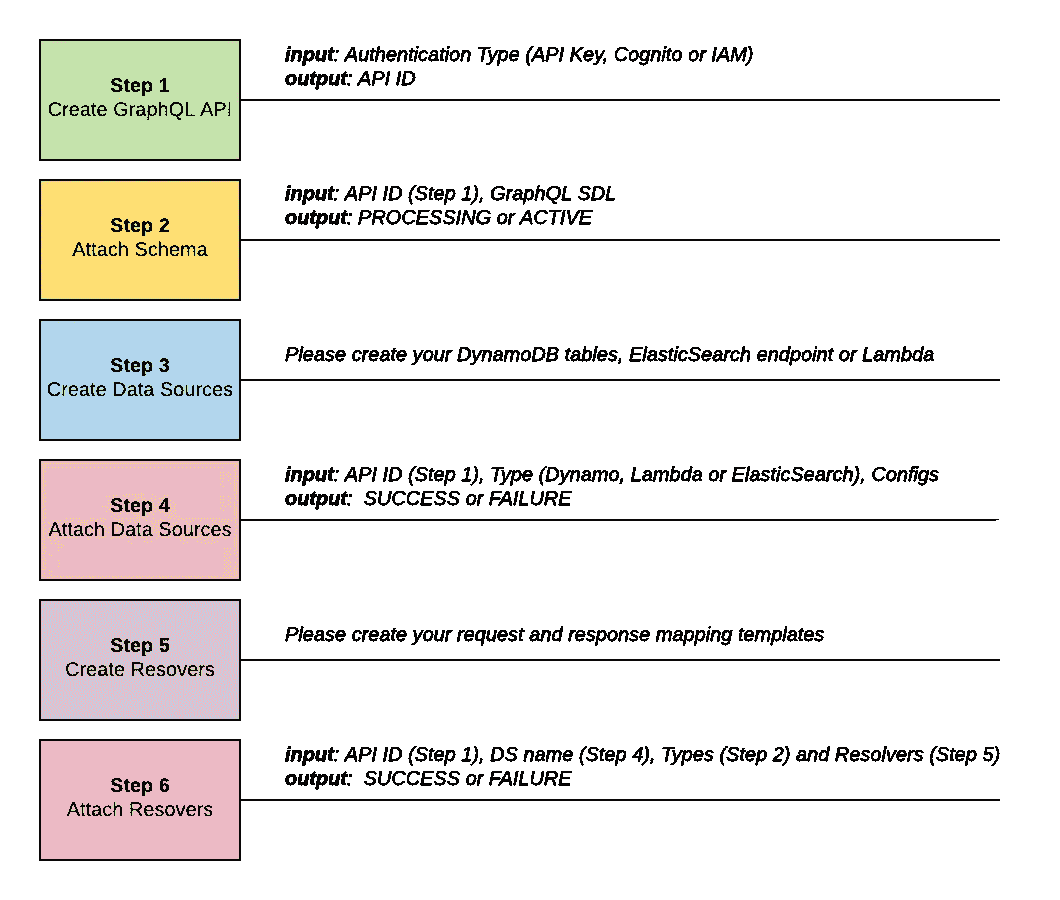 Step 1
Create GraphQL API
input: Authentication Type (API Key, Cognito or IAM)
output: API ID
Step 2
Attach Schema
input: API ID (Step 1), GraphQL SDL
output: PROCESSING or ACTIVE
Step 3
Create Data Sources
Please create your DynamoDB tables, ElasticSearch endpoint or Lambda
Step 4
Attach Data Sources
input: API ID (Step 1), Type (Dynamo, Lambda or ElasticSearch), Configs
output: SUCCESS or FAILURE
Step 5
Create Resovers
Please create your request and response mapping templates
Step 6
Attach Resovers
input: API ID (Step 1), DS name (Step 4), Types (Step 2) and Resolvers (Step 5)
output: SUCCESS or FAILURE